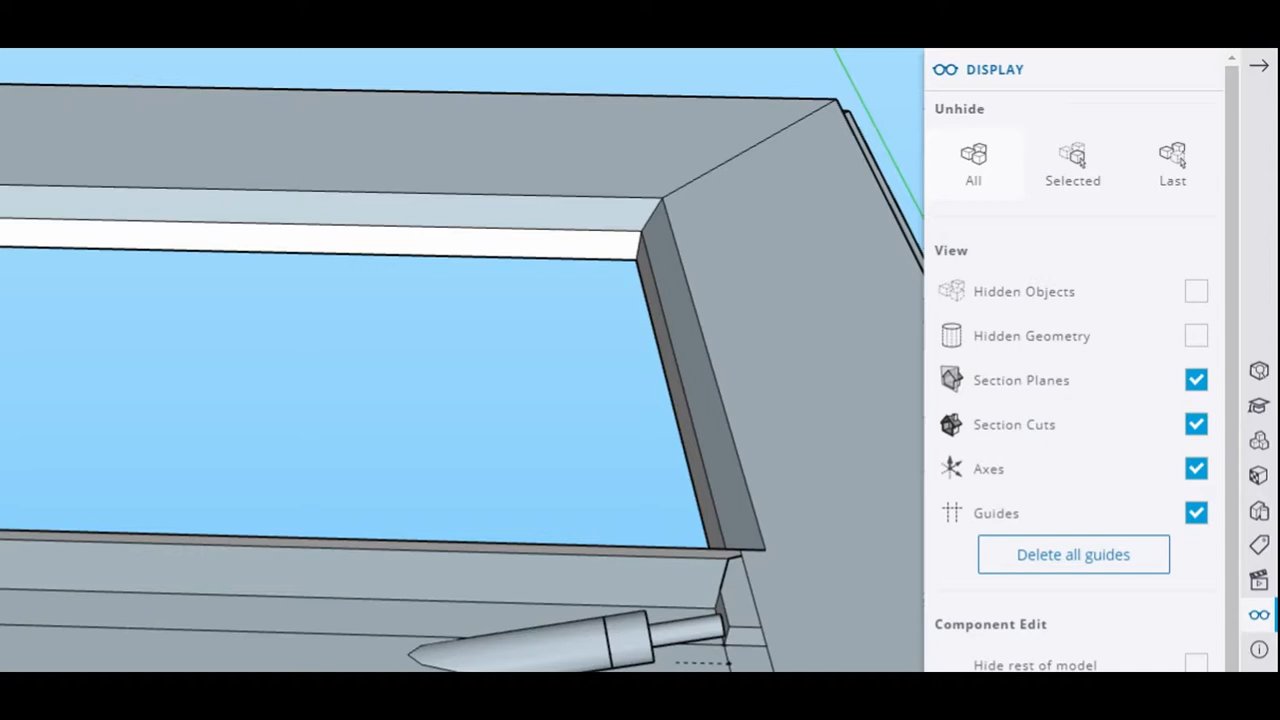 DISPLAY
Unhide
All Selected Last
View
Hidden Objects
Hidden Geometry
Section Planes
Section Cuts
Axes
Guides
Delete all guides
Component Edit
Hide rest of model